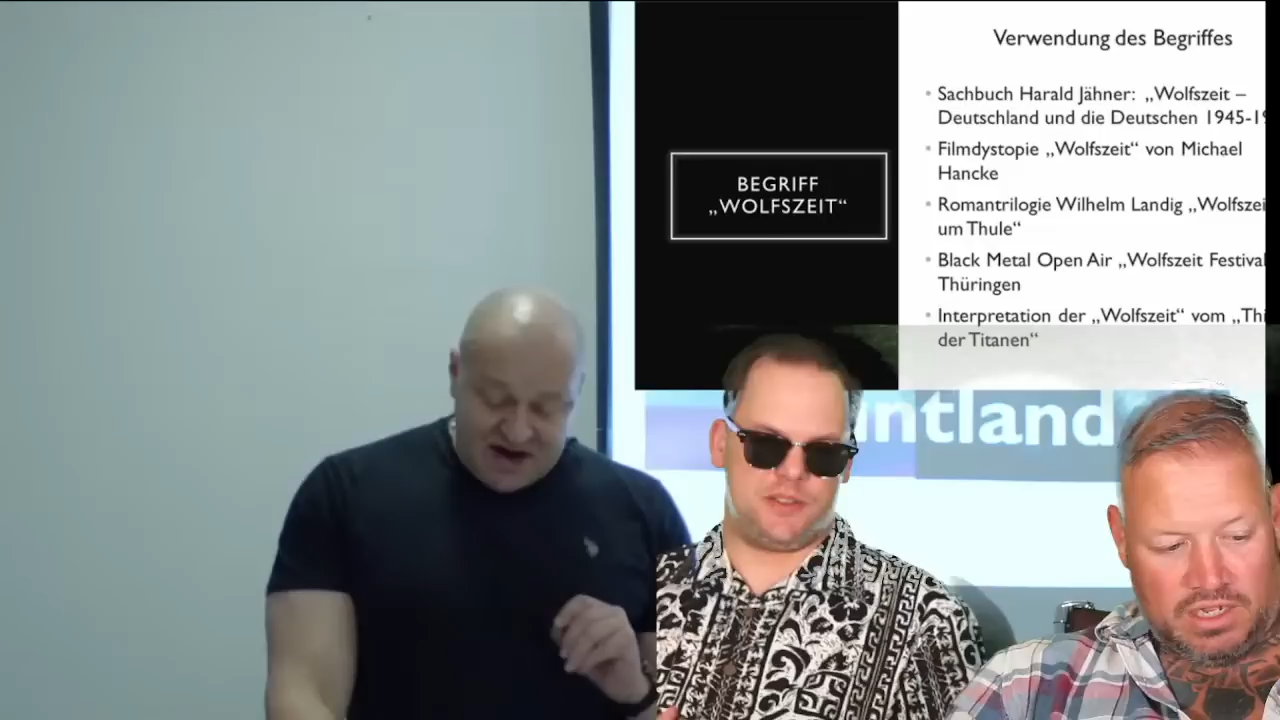 BEGRIFF
„WOLFSZEIT“
Verwendung des Begriffes
Sachbuch Harald Jähner: „Wolfszeit –
Deutschland und die Deutschen 1945-19
Filmdystopie „Wolfszeit“ von Michael
Hancke
Romantrilogie Wilhelm Landig „Wolfszei
um Thule“
Black Metal Open Air „Wolfszeit Festival
Thüringen
Interpretation der „Wolfszeit“ vom „Thi
der Titanen“
intland